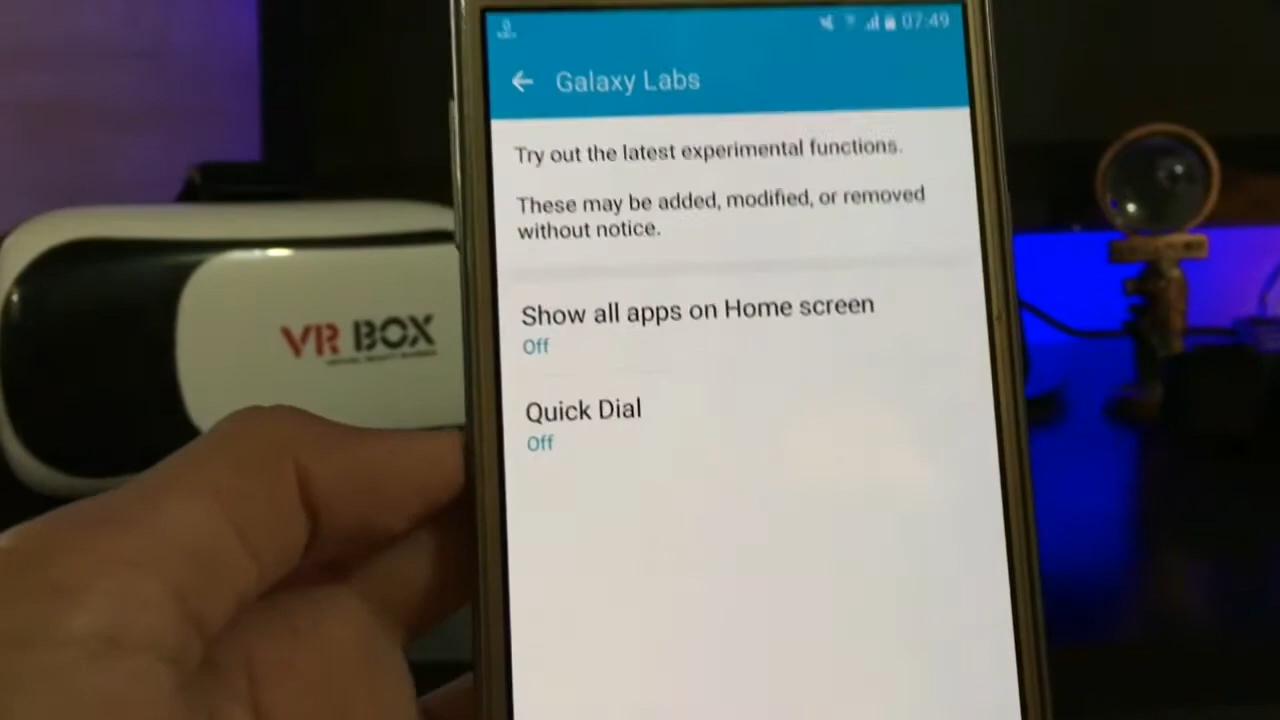 07:49
Galaxy Labs
Try out the latest experimental functions.
These may be added, modified, or removed
without notice.
Show all apps on Home screen
Off
Quick Dial
Off
VR BOX